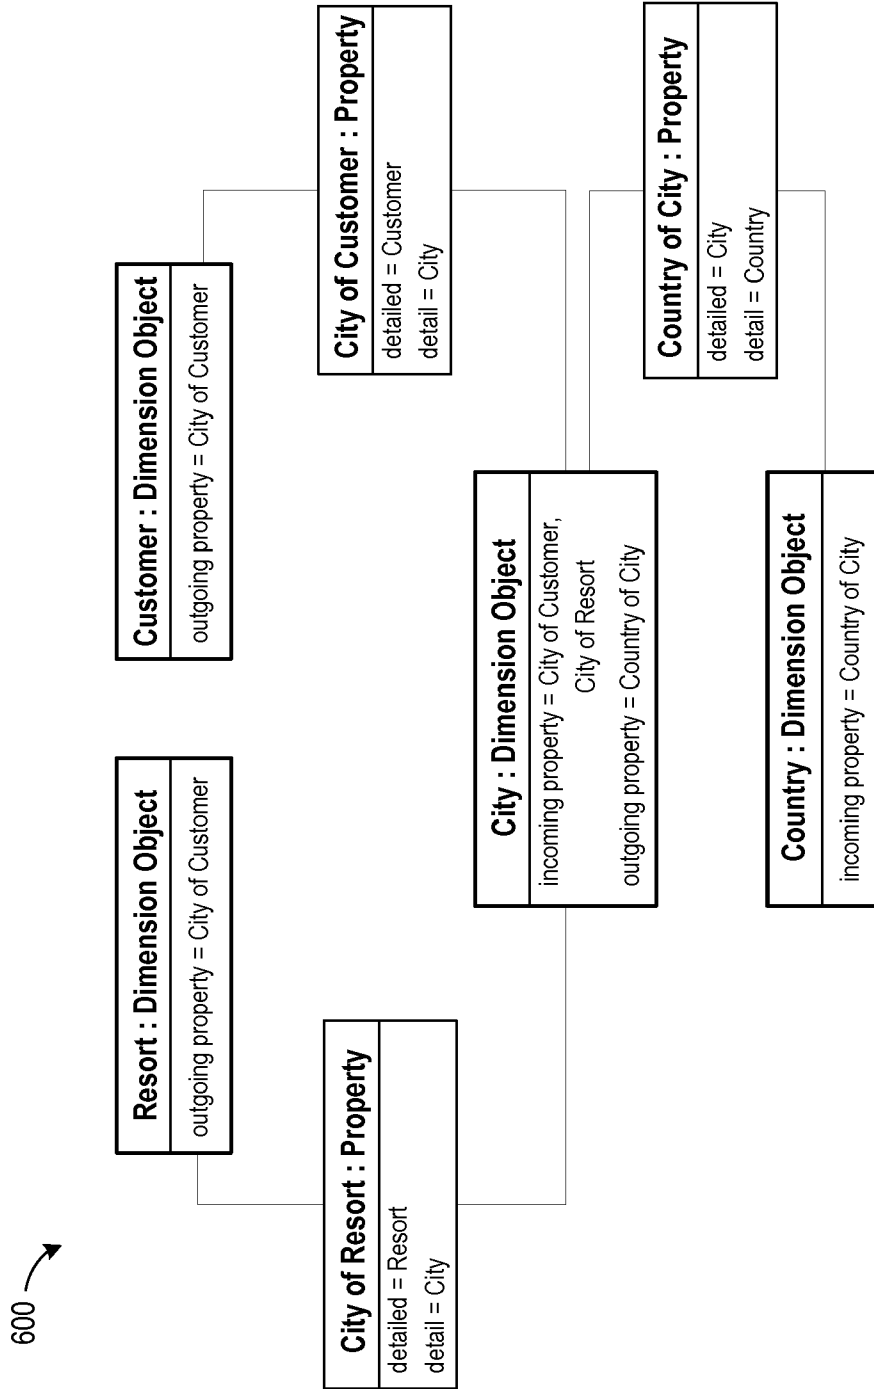 600
Resort : Dimension Object
outgoing property = City of Customer
Customer : Dimension Object
outgoing property = City of Customer
City of Resort : Property
detailed = Resort
detail = City
City of Customer : Property
detailed = Customer
detail = City
City : Dimension Object
incoming property = City of Customer,
City of Resort
outgoing property = Country of City
Country of City : Property
detailed = City
detail = Country
Country : Dimension Object
incoming property = Country of City